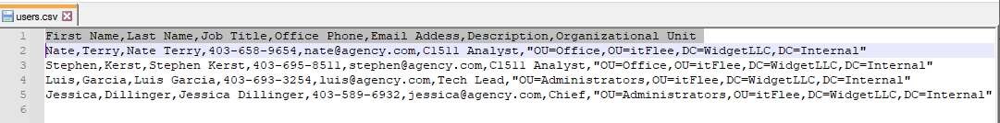 users.csv
1 First Name,Last Name,Job Title,Office Phone,Email Addess,Description,Organizational Unit
2 Nate,Terry,Nate Terry,403-658-9654,nate@agency.com,C1511 Analyst,"OU=Office,OU=itFlee,DC=WidgetLLC,DC=Internal"
3 Stephen,Kerst,Stephen Kerst,403-695-8511,stephen@agency.com,C1511 Analyst,"OU=Office,OU=itFlee,DC=WidgetLLC,DC=Internal"
4 Luis,Garcia,Luis Garcia,403-693-3254,luis@agency.com,Tech Lead,"OU=Administrators,OU=itFlee,DC=WidgetLLC,DC=Internal"
5 Jessica,Dillinger,Jessica Dillinger,403-589-6932,jessica@agency.com,Chief,"OU=Administrators,OU=itFlee,DC=WidgetLLC,DC=Internal"
6